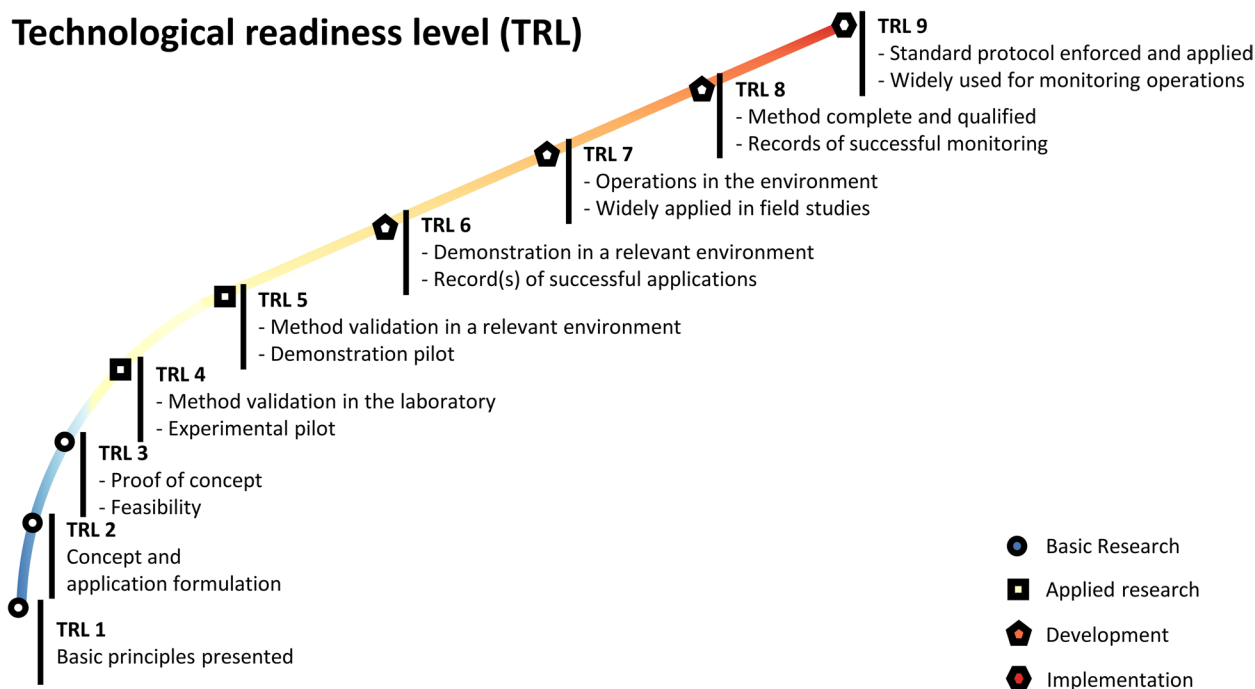 Technological readiness level (TRL)
TRL 9
- Standard protocol enforced and applied
- Widely used for monitoring operations
TRL 8
- Method complete and qualified
- Records of successful monitoring
TRL 7
- Operations in the environment
- Widely applied in field studies
TRL 6
- Demonstration in a relevant environment
- Record(s) of successful applications
TRL 5
- Method validation in a relevant environment
- Demonstration pilot
TRL 4
- Method validation in the laboratory
- Experimental pilot
TRL 3
- Proof of concept
- Feasibility
TRL 2
Concept and
application formulation
TRL 1
Basic principles presented
Basic Research
Applied research
Development
Implementation